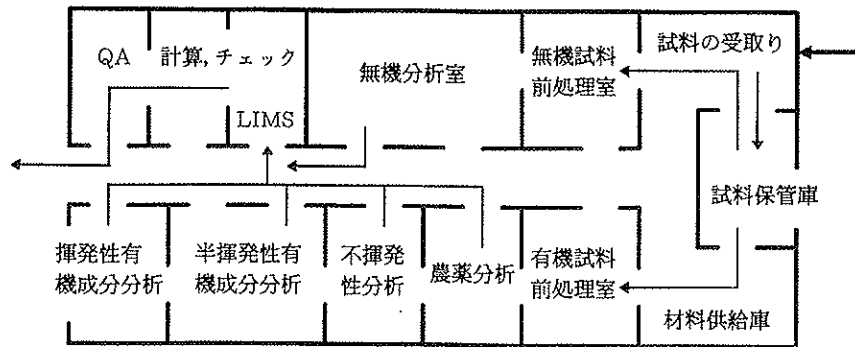 QA
計算,チェック
LIMS
無機分析室
無機試料
前処理室
試料の受取り
試料保管庫
揮発性有
機成分分析
半揮発性有
機成分分析
不揮発
性分析
農薬分析
有機試料
前処理室
材料供給庫